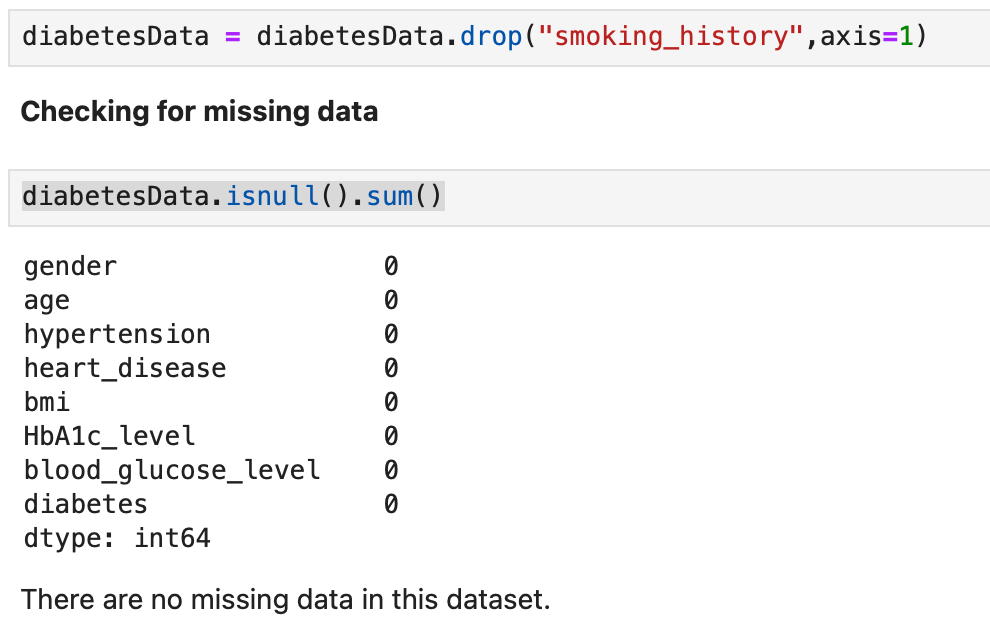 diabetesData = diabetesData.drop("smoking_history",axis=1)
Checking for missing data
diabetesData.isnull().sum()
gender 0
age 0
hypertension 0
heart_disease 0
bmi 0
HbA1c_level 0
blood_glucose_level 0
diabetes 0
dtype: int64
There are no missing data in this dataset.